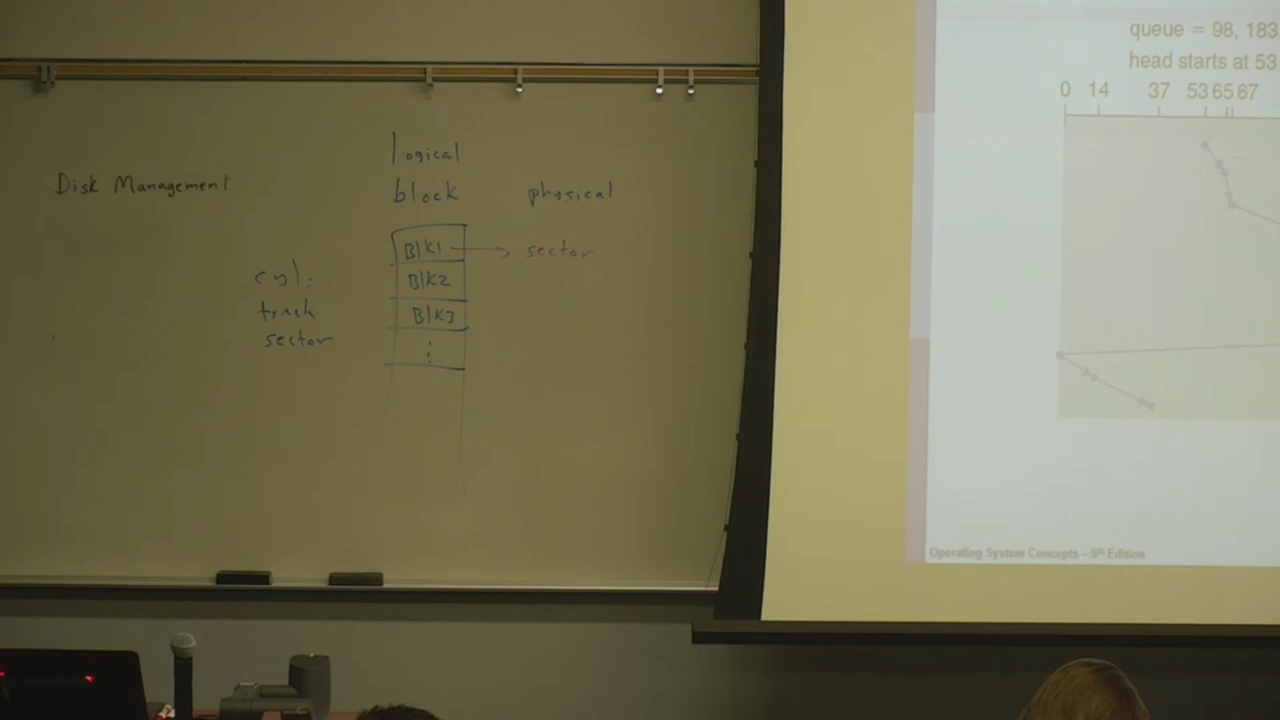 Disk Management
logical
block
physical
Blk1
sector
Blk2
Blk3
cyl.
track
sector
queue = 98, 183
head starts at 53
0 14 37 53 65 67
Operating System Concepts – 9th Edition